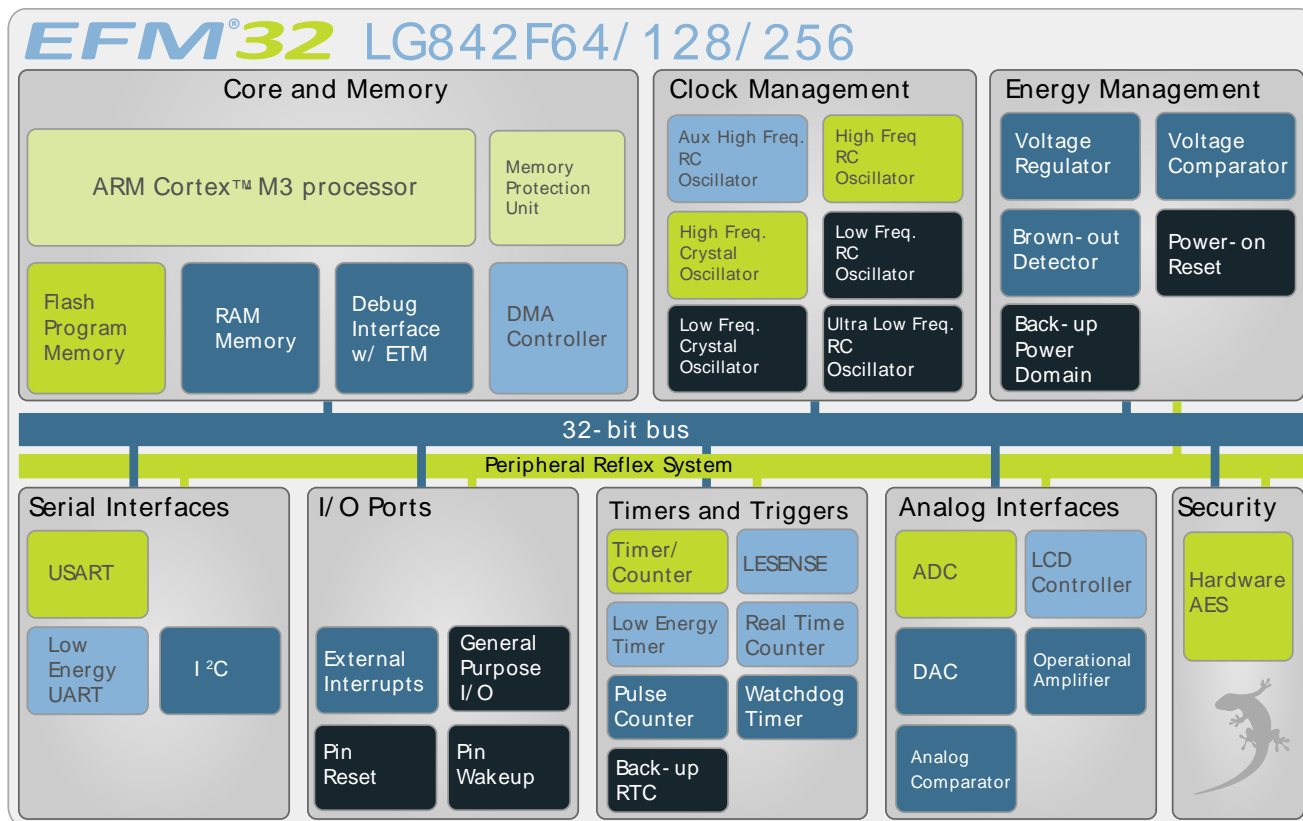 EFM®32 LG842F64/128/256
Core and Memory
ARM Cortex™ M3 processor
Memory
Protection
Unit
Flash
Program
Memory
RAM
Memory
Debug
Interface
w/ ETM
DMA
Controller
Clock Management
Aux High Freq.
RC
Oscillator
High Freq
RC
Oscillator
High Freq.
Crystal
Oscillator
Low Freq.
RC
Oscillator
Low Freq.
Crystal
Oscillator
Ultra Low Freq.
RC
Oscillator
Energy Management
Voltage
Regulator
Voltage
Comparator
Brown-out
Detector
Power-on
Reset
Back-up
Power
Domain
32-bit bus
Peripheral Reflex System
Serial Interfaces
USART
Low
Energy
UART
I²C
I/O Ports
External
Interrupts
General
Purpose
I/O
Pin
Reset
Pin
Wakeup
Timers and Triggers
Timer/
Counter
LESENSE
Low Energy
Timer
Real Time
Counter
Pulse
Counter
Watchdog
Timer
Back-up
RTC
Analog Interfaces
ADC
LCD
Controller
DAC
Operational
Amplifier
Analog
Comparator
Security
Hardware
AES